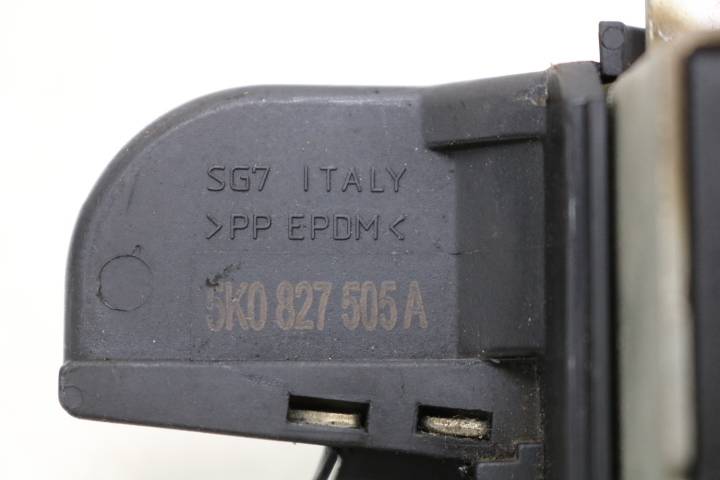 SG7 ITALY
>PP EPDM<
5K0 827 505 A